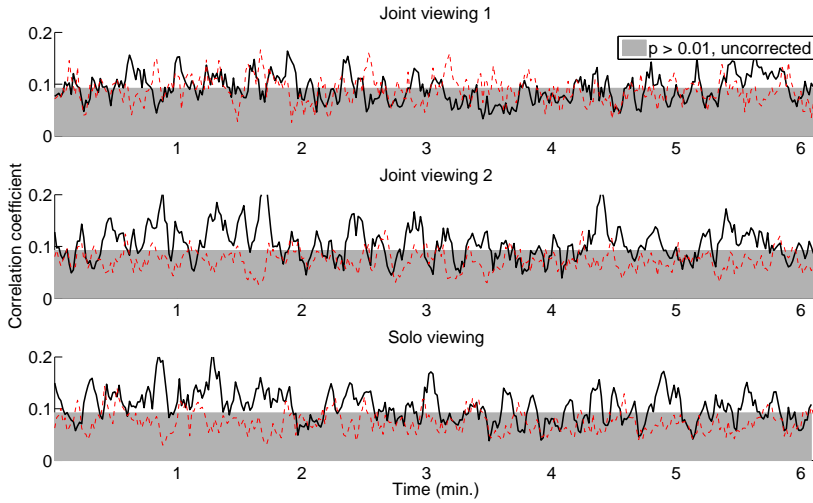 Joint viewing 1
0.2
p > 0.01, uncorrected
0.1
0
1 2 3 4 5 6
Joint viewing 2
0.2
0.1
0
1 2 3 4 5 6
Correlation coefficient
Solo viewing
0.2
0.1
0
1 2 3 4 5 6
Time (min.)